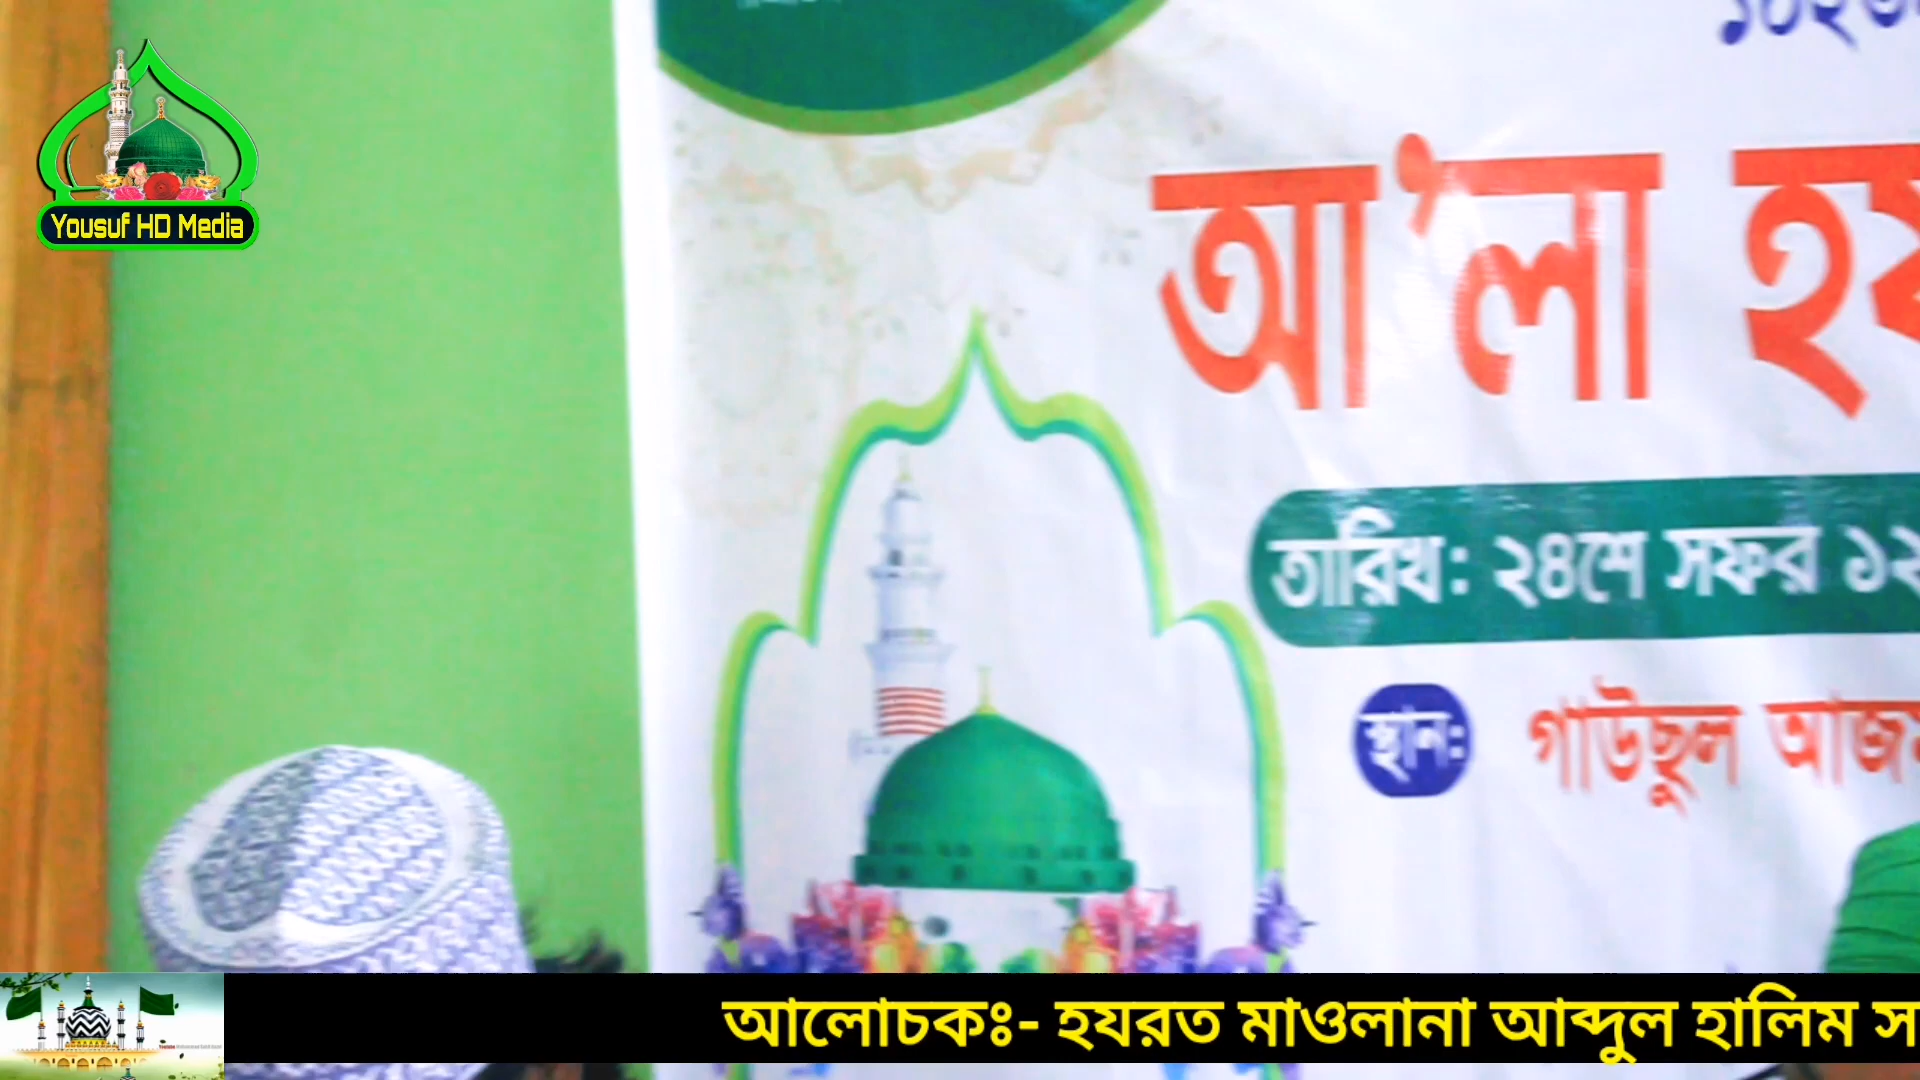 Yousuf HD Media
আ'লা
তারিখ: ২৪শে সফর
স্থান: গাউছুল
আলোচকঃ- হযরত মাওলানা আব্দুল হালিম